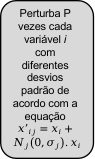 Perturba P
vezes cada
variável i
com
diferentes
desvios
padrão de
acordo com a
equação
x'ᵢⱼ = xᵢ +
Nⱼ(0, σⱼ). xᵢ